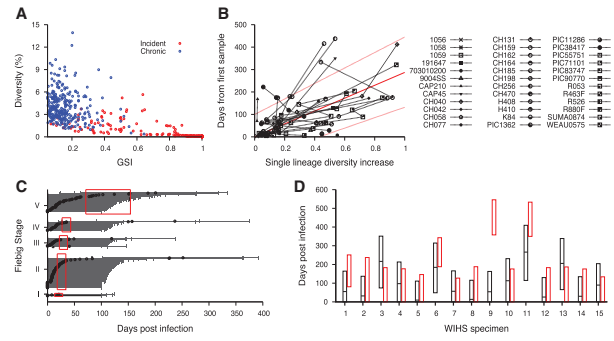 A
15
12
9
6
3
0
Diversity (%)
0.2
0.4
0.6
0.8
1
GSI
Incident
Chronic
B
500
400
300
200
100
0
Days from first sample
0
0.2
0.4
0.6
0.8
1
Single lineage diversity increase
1056
1058
1059
191647
703010200
9004SS
CAP210
CAP45
CH040
CH042
CH058
CH077
CH131
CH159
CH162
CH164
CH185
CH198
CH256
CH470
H408
H410
K84
PIC1362
PIC11286
PIC38417
PIC55751
PIC71101
PIC83747
PIC90770
R053
R463F
R526
R880F
SUMA0874
WEAU0575
C
V
IV
III
II
I
Fiebig Stage
0
100
200
300
400
Days post infection
D
600
500
400
300
200
100
0
Days post infection
1 2 3 4 5 6 7 8 9 10 11 12 13 14 15
WIHS specimen